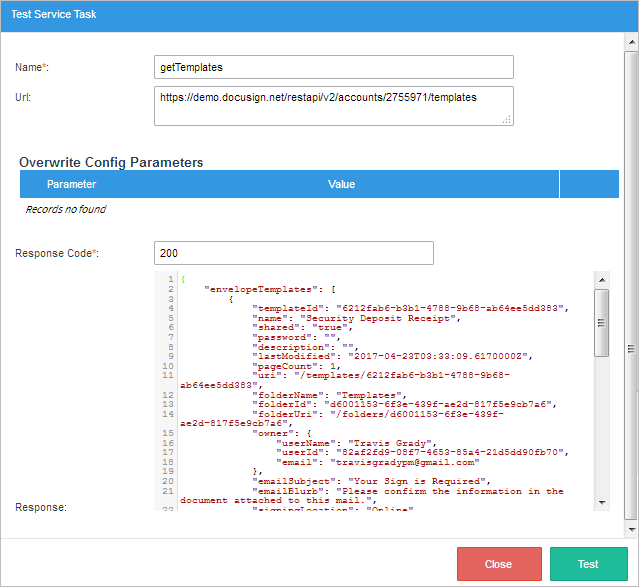 Test Service Task
Name*: getTemplates
Url: https://demo.docusign.net/restapi/v2/accounts/2755971/templates
Overwrite Config Parameters
Parameter Value
Records no found
Response Code*: 200
1 {
2 "envelopeTemplates": [
3 {
4 "templateId": "6212fab6-b3b1-4788-9b68-ab64ee5dd383",
5 "name": "Security Deposit Receipt",
6 "shared": "true",
7 "password": "",
8 "description": "",
9 "lastModified": "2017-04-23T03:33:09.6170000Z",
10 "pageCount": 1,
11 "uri": "/templates/6212fab6-b3b1-4788-9b68-
ab64ee5dd383",
12 "folderName": "Templates",
13 "folderId": "d6001153-6f3e-439f-ae2d-817f5e9cb7a6",
14 "folderUri": "/folders/d6001153-6f3e-439f-
ae2d-817f5e9cb7a6",
15 "owner": {
16 "userName": "Travis Grady",
17 "userId": "82af2fd9-08f7-4653-85a4-21d5dd90fb70",
18 "email": "travisgradypm@gmail.com"
19 },
20 "emailSubject": "Your Sign is Required",
21 "emailBlurb": "Please confirm the information in the
document attached to this mail.",
22 "signingLocation": "Online"
Response:
Close Test